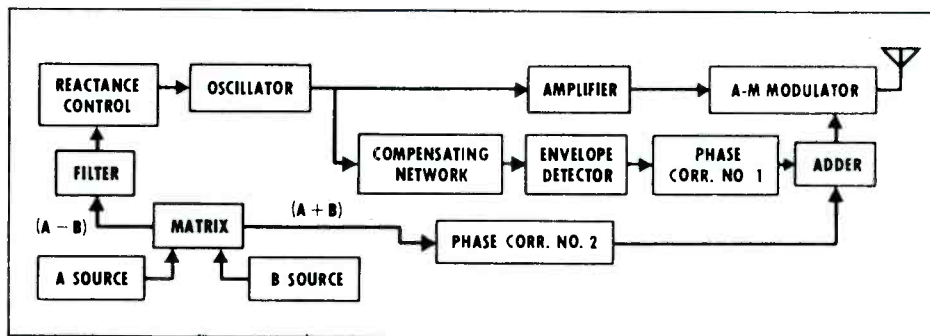 REACTANCE
CONTROL
OSCILLATOR
AMPLIFIER
A-M MODULATOR
FILTER
COMPENSATING
NETWORK
ENVELOPE
DETECTOR
PHASE
CORR. NO 1
ADDER
(A − B)
MATRIX
(A + B)
PHASE CORR. NO. 2
A SOURCE
B SOURCE